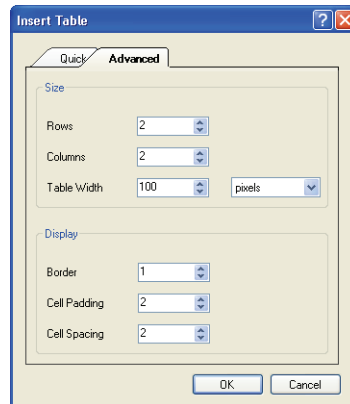 Insert Table
Quick Advanced
Size
Rows 2
Columns 2
Table Width 100 pixels
Display
Border 1
Cell Padding 2
Cell Spacing 2
OK Cancel